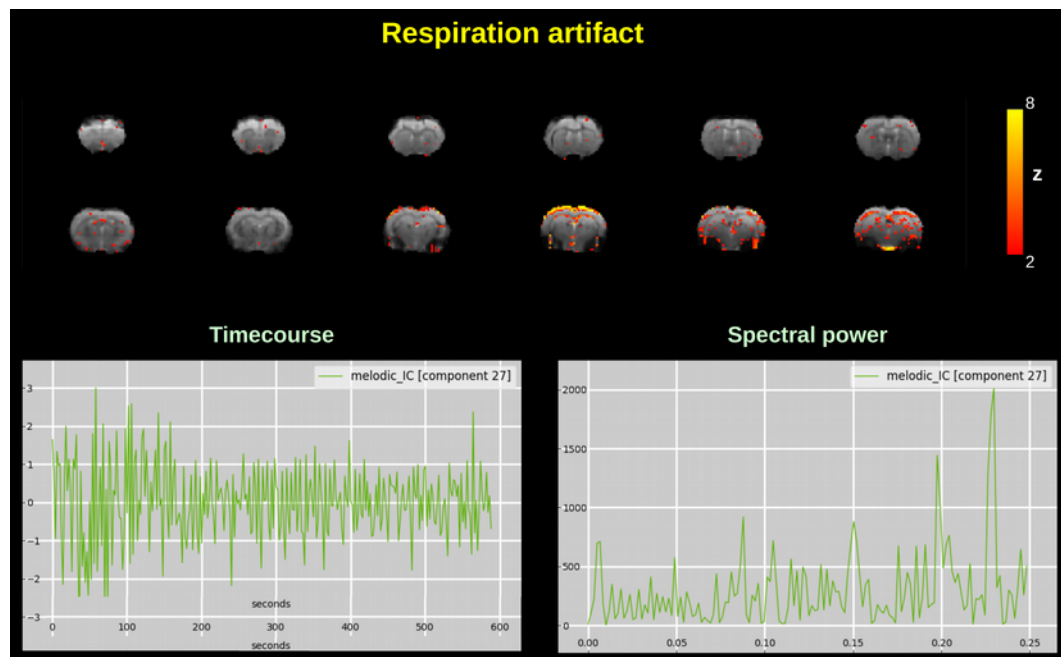 Respiration artifact
8
z
2
Timecourse
Spectral power
melodic_IC [component 27]
3
2
1
0
−1
−2
−3
seconds
0 100 200 300 400 500 600
seconds
melodic_IC [component 27]
2000
1500
1000
500
0
0.00 0.05 0.10 0.15 0.20 0.25